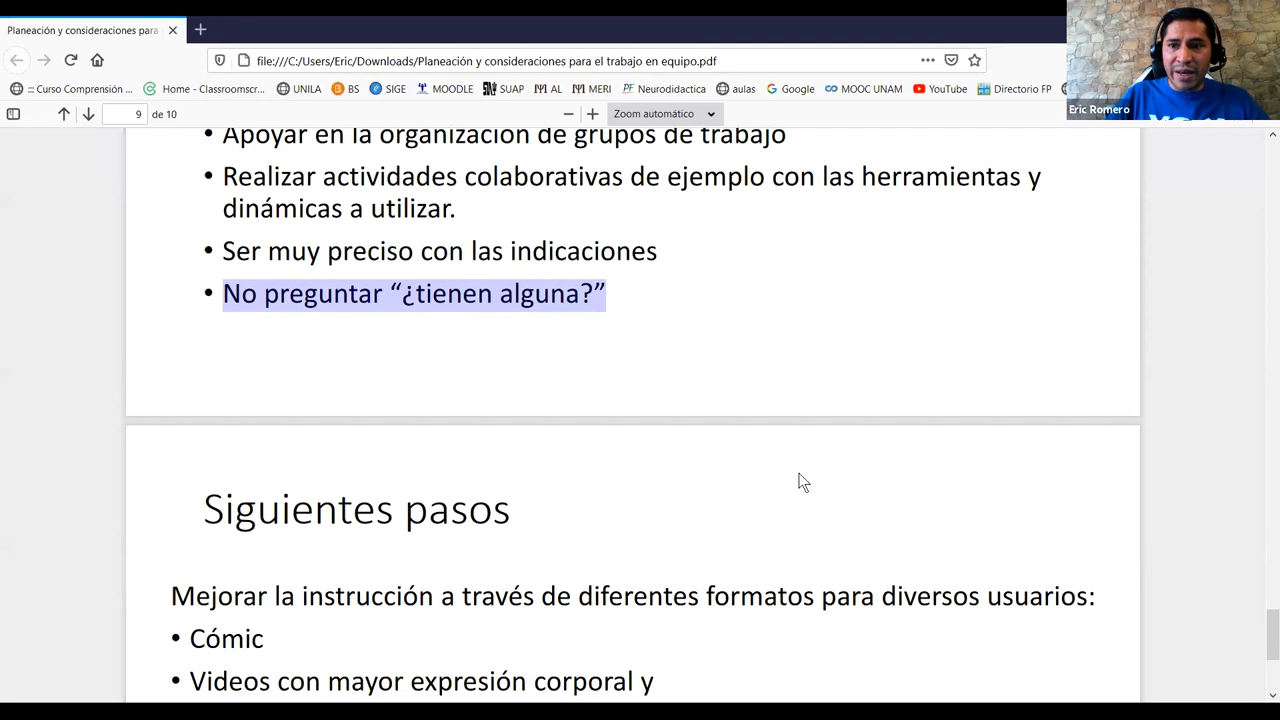 Planeación y consideraciones para
file:///C:/Users/Eric/Downloads/Planeación y consideraciones para el trabajo en equipo.pdf
:: Curso Comprensión ... Home - Classroomscr... UNILA BS SIGE MOODLE SUAP AL MERI Neurodidactica aulas Google MOOC UNAM YouTube Directorio FP
9 de 10 Zoom automático
Eric Romero
• Apoyar en la organización de grupos de trabajo
• Realizar actividades colaborativas de ejemplo con las herramientas y
dinámicas a utilizar.
• Ser muy preciso con las indicaciones
• No preguntar “¿tienen alguna?”
Siguientes pasos
Mejorar la instrucción a través de diferentes formatos para diversos usuarios:
• Cómic
• Videos con mayor expresión corporal y